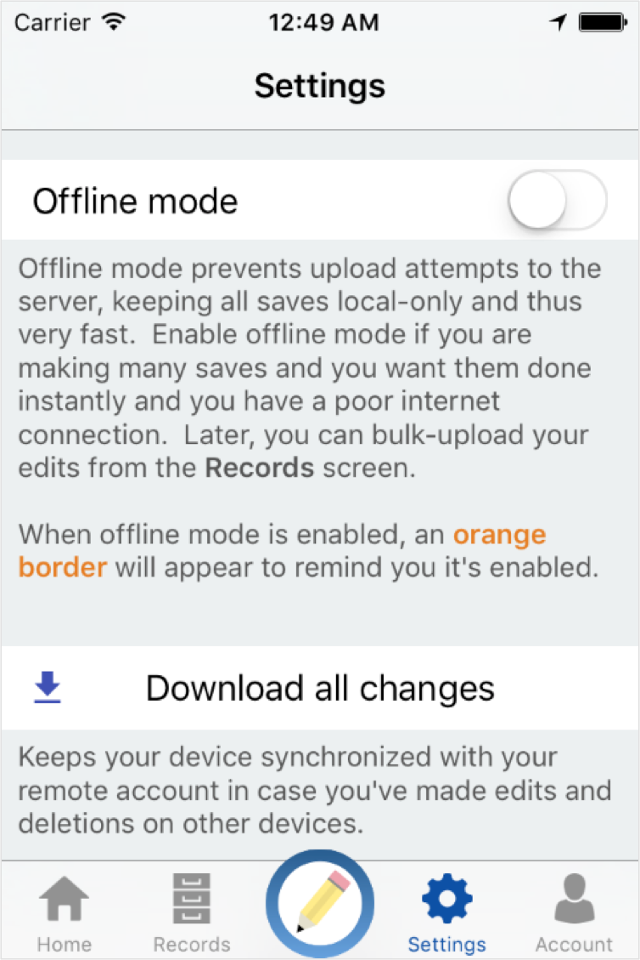 Carrier 12:49 AM
Settings
Offline mode
Offline mode prevents upload attempts to the
server, keeping all saves local-only and thus
very fast.  Enable offline mode if you are
making many saves and you want them done
instantly and you have a poor internet
connection.  Later, you can bulk-upload your
edits from the Records screen.
When offline mode is enabled, an orange
border will appear to remind you it's enabled.
Download all changes
Keeps your device synchronized with your
remote account in case you've made edits and
deletions on other devices.
Home Records Settings Account